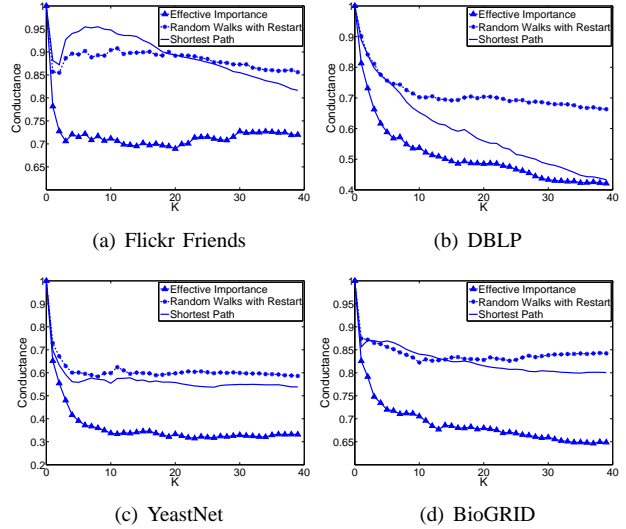 1
0.95
0.9
0.85
0.8
0.75
0.7
0.65
Conductance
0 10 20 30 40
K
Effective Importance
Random Walks with Restart
Shortest Path
(a) Flickr Friends
1
0.9
0.8
0.7
0.6
0.5
0.4
Conductance
0 10 20 30 40
K
Effective Importance
Random Walks with Restart
Shortest Path
(b) DBLP
1
0.9
0.8
0.7
0.6
0.5
0.4
0.3
0.2
Conductance
0 10 20 30 40
K
Effective Importance
Random Walks with Restart
Shortest Path
(c) YeastNet
1
0.95
0.9
0.85
0.8
0.75
0.7
0.65
Conductance
0 10 20 30 40
K
Effective Importance
Random Walks with Restart
Shortest Path
(d) BioGRID